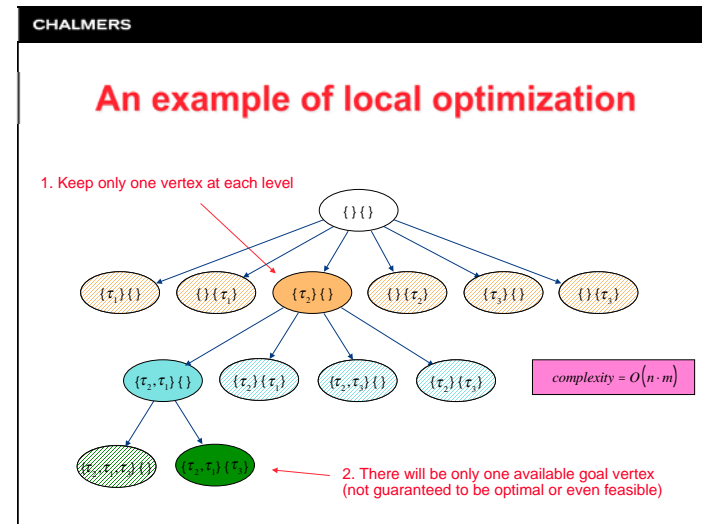 CHALMERS
An example of local optimization
1. Keep only one vertex at each level
{ } { }
{τ₁} { }
{ } {τ₁}
{τ₂} { }
{ } {τ₂}
{τ₃} { }
{ } {τ₃}
{τ₂, τ₁} { }
{τ₂} {τ₁}
{τ₂, τ₃} { }
{τ₂} {τ₃}
complexity = O(n · m)
{τ₂, τ₁, τ₃} { }
{τ₂, τ₁} {τ₃}
2. There will be only one available goal vertex
(not guaranteed to be optimal or even feasible)